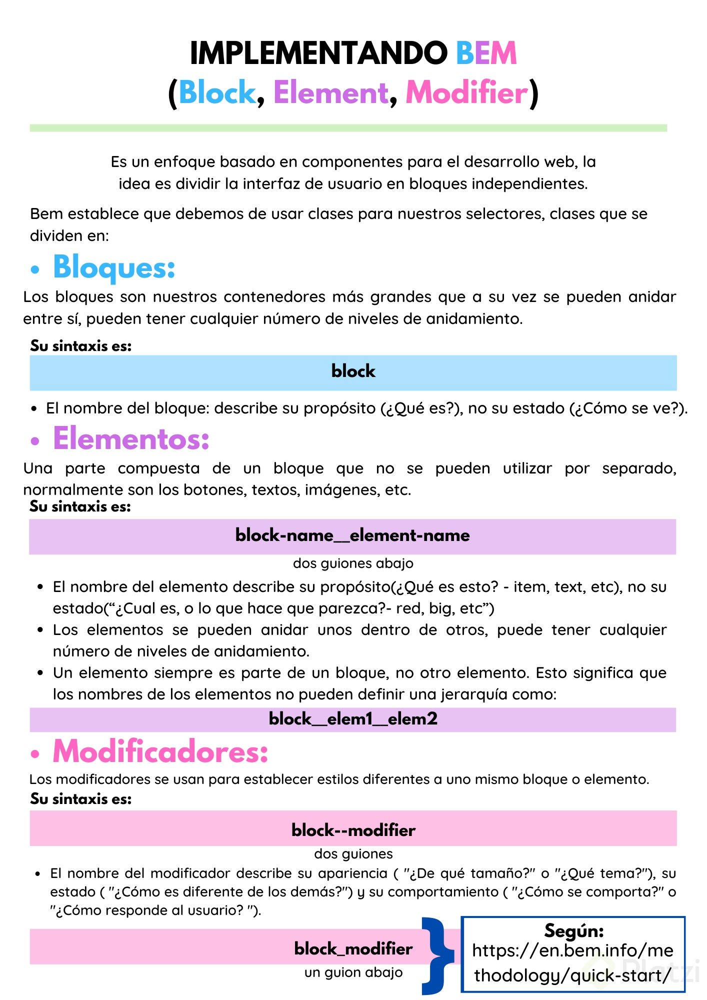 IMPLEMENTANDO BEM
(Block, Element, Modifier)
Es un enfoque basado en componentes para el desarrollo web, la
idea es dividir la interfaz de usuario en bloques independientes.
Bem establece que debemos de usar clases para nuestros selectores, clases que se
dividen en:
• Bloques:
Los bloques son nuestros contenedores más grandes que a su vez se pueden anidar
entre sí, pueden tener cualquier número de niveles de anidamiento.
Su sintaxis es:
block
• El nombre del bloque: describe su propósito (¿Qué es?), no su estado (¿Cómo se ve?).
• Elementos:
Una parte compuesta de un bloque que no se pueden utilizar por separado,
normalmente son los botones, textos, imágenes, etc.
Su sintaxis es:
block-name__element-name
dos guiones abajo
• El nombre del elemento describe su propósito(¿Qué es esto? - item, text, etc), no su
estado(“¿Cual es, o lo que hace que parezca?- red, big, etc”)
• Los elementos se pueden anidar unos dentro de otros, puede tener cualquier
número de niveles de anidamiento.
• Un elemento siempre es parte de un bloque, no otro elemento. Esto significa que
los nombres de los elementos no pueden definir una jerarquía como:
block__elem1__elem2
• Modificadores:
Los modificadores se usan para establecer estilos diferentes a uno mismo bloque o elemento.
Su sintaxis es:
block--modifier
dos guiones
• El nombre del modificador describe su apariencia ( "¿De qué tamaño?" o "¿Qué tema?"), su
estado ( "¿Cómo es diferente de los demás?") y su comportamiento ( "¿Cómo se comporta?" o
"¿Cómo responde al usuario? ").
block_modifier
un guion abajo
}
Según:
https://en.bem.info/me
thodology/quick-start/
Platzi